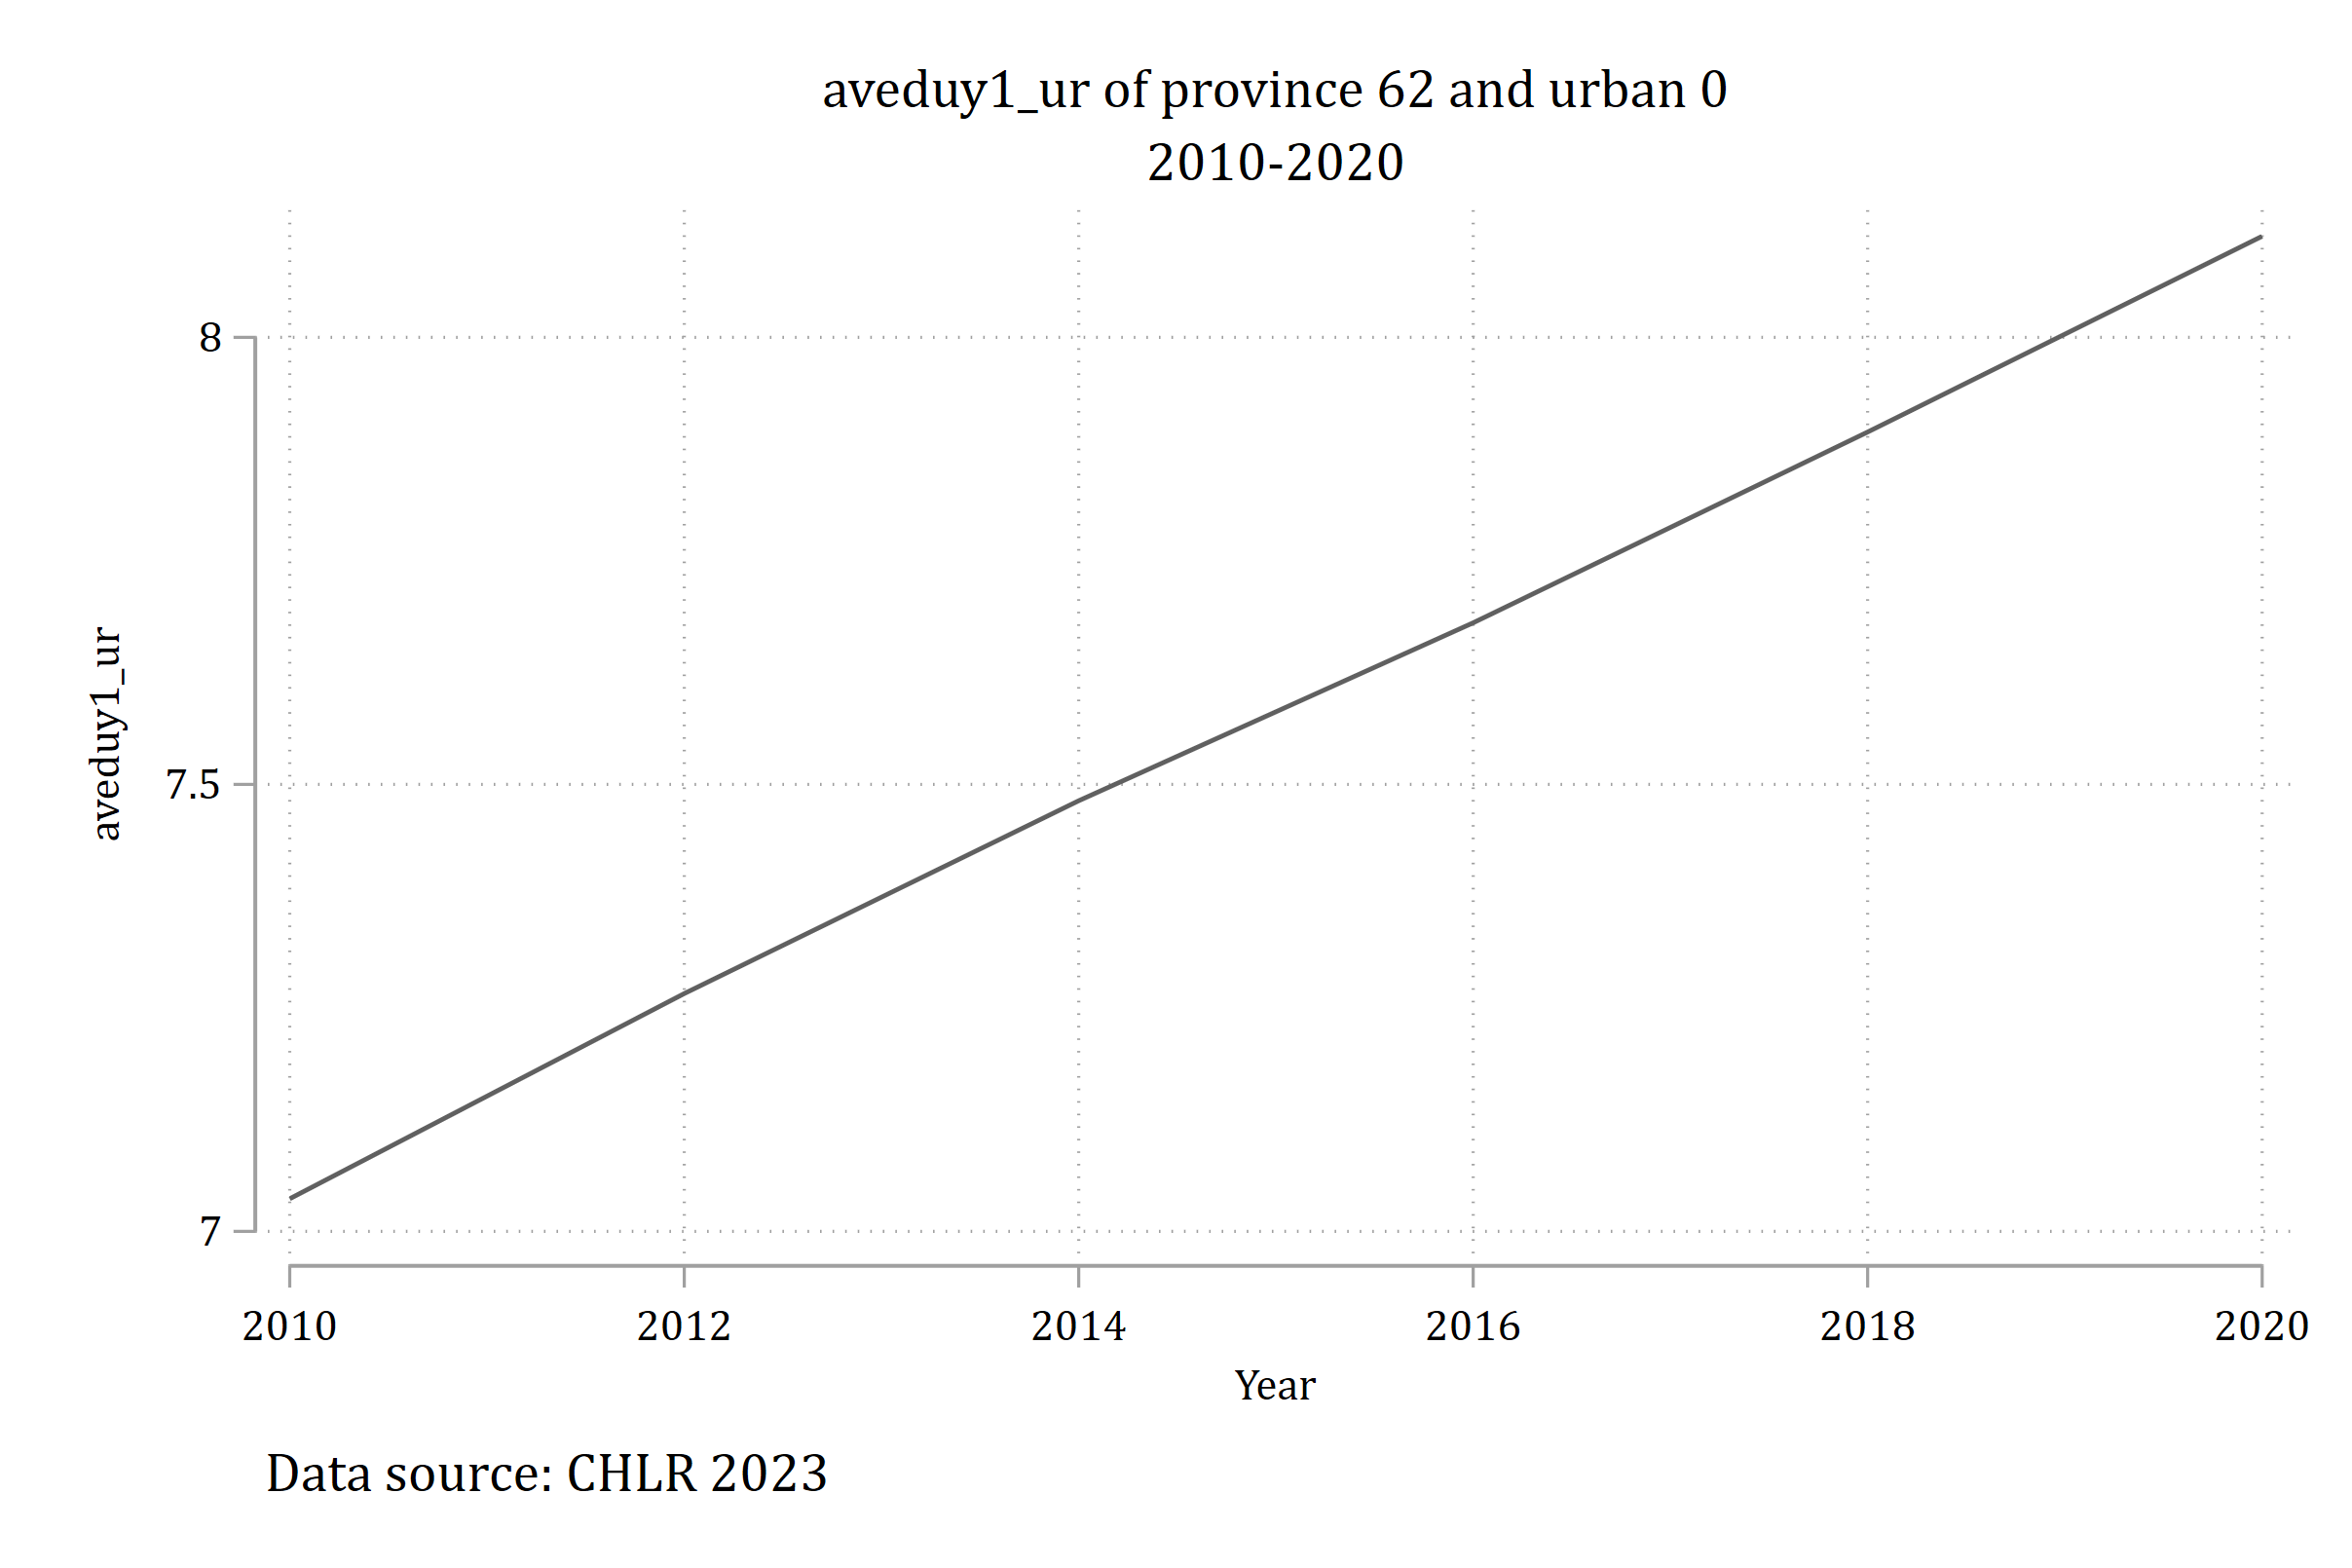 aveduy1_ur of province 62 and urban 0
2010-2020
aveduy1_ur
8
7.5
7
2010 2012 2014 2016 2018 2020
Year
Data source: CHLR 2023